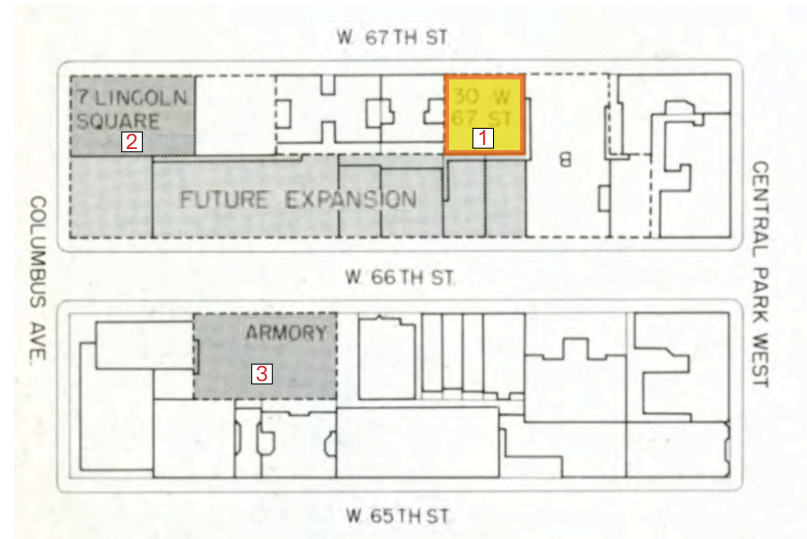 W. 67TH ST.
7 LINCOLN
SQUARE
2
30 W
67 ST.
1
B
FUTURE EXPANSION
COLUMBUS AVE.
CENTRAL PARK WEST
W. 66TH ST.
ARMORY
3
W. 65TH ST.